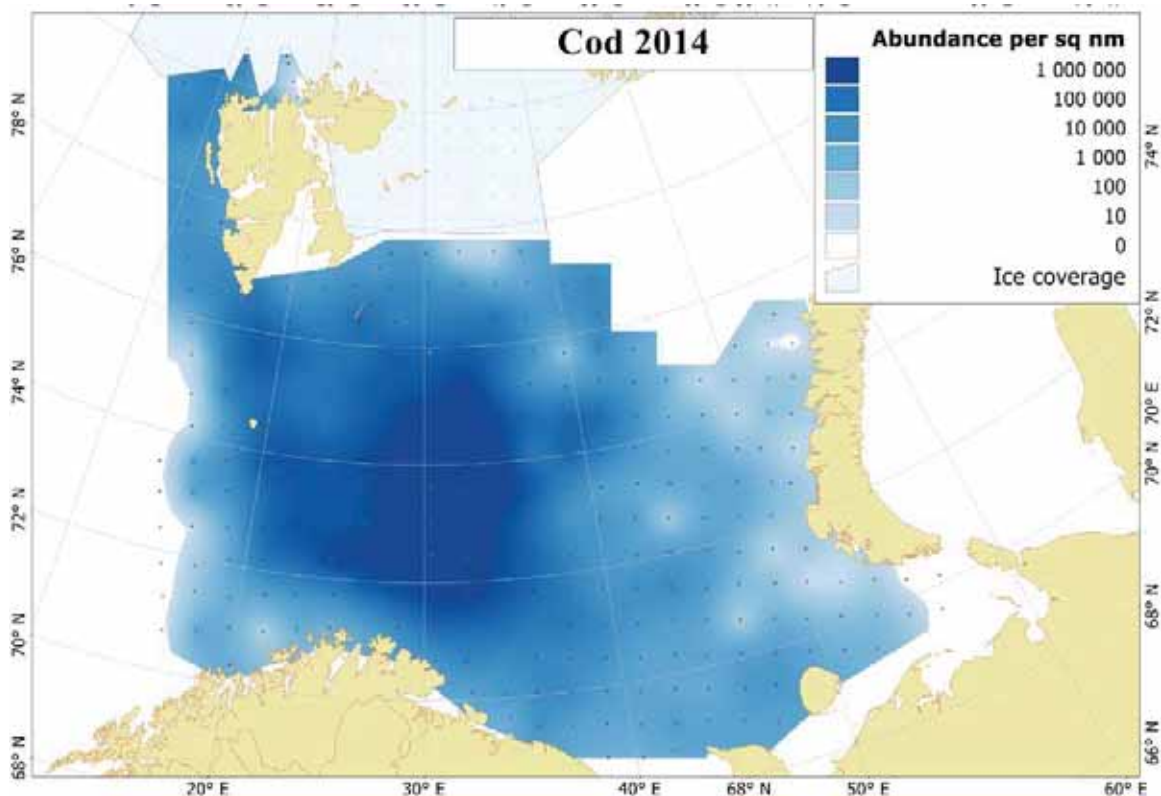 Cod 2014
Abundance per sq nm
1 000 000
100 000
10 000
1 000
100
10
0
Ice coverage
78° N
76° N
74° N
72° N
70° N
68° N
74° N
72° N
70° E
70° N
68° N
66° N
20° E
30° E
40° E
68° N
50° E
60° E